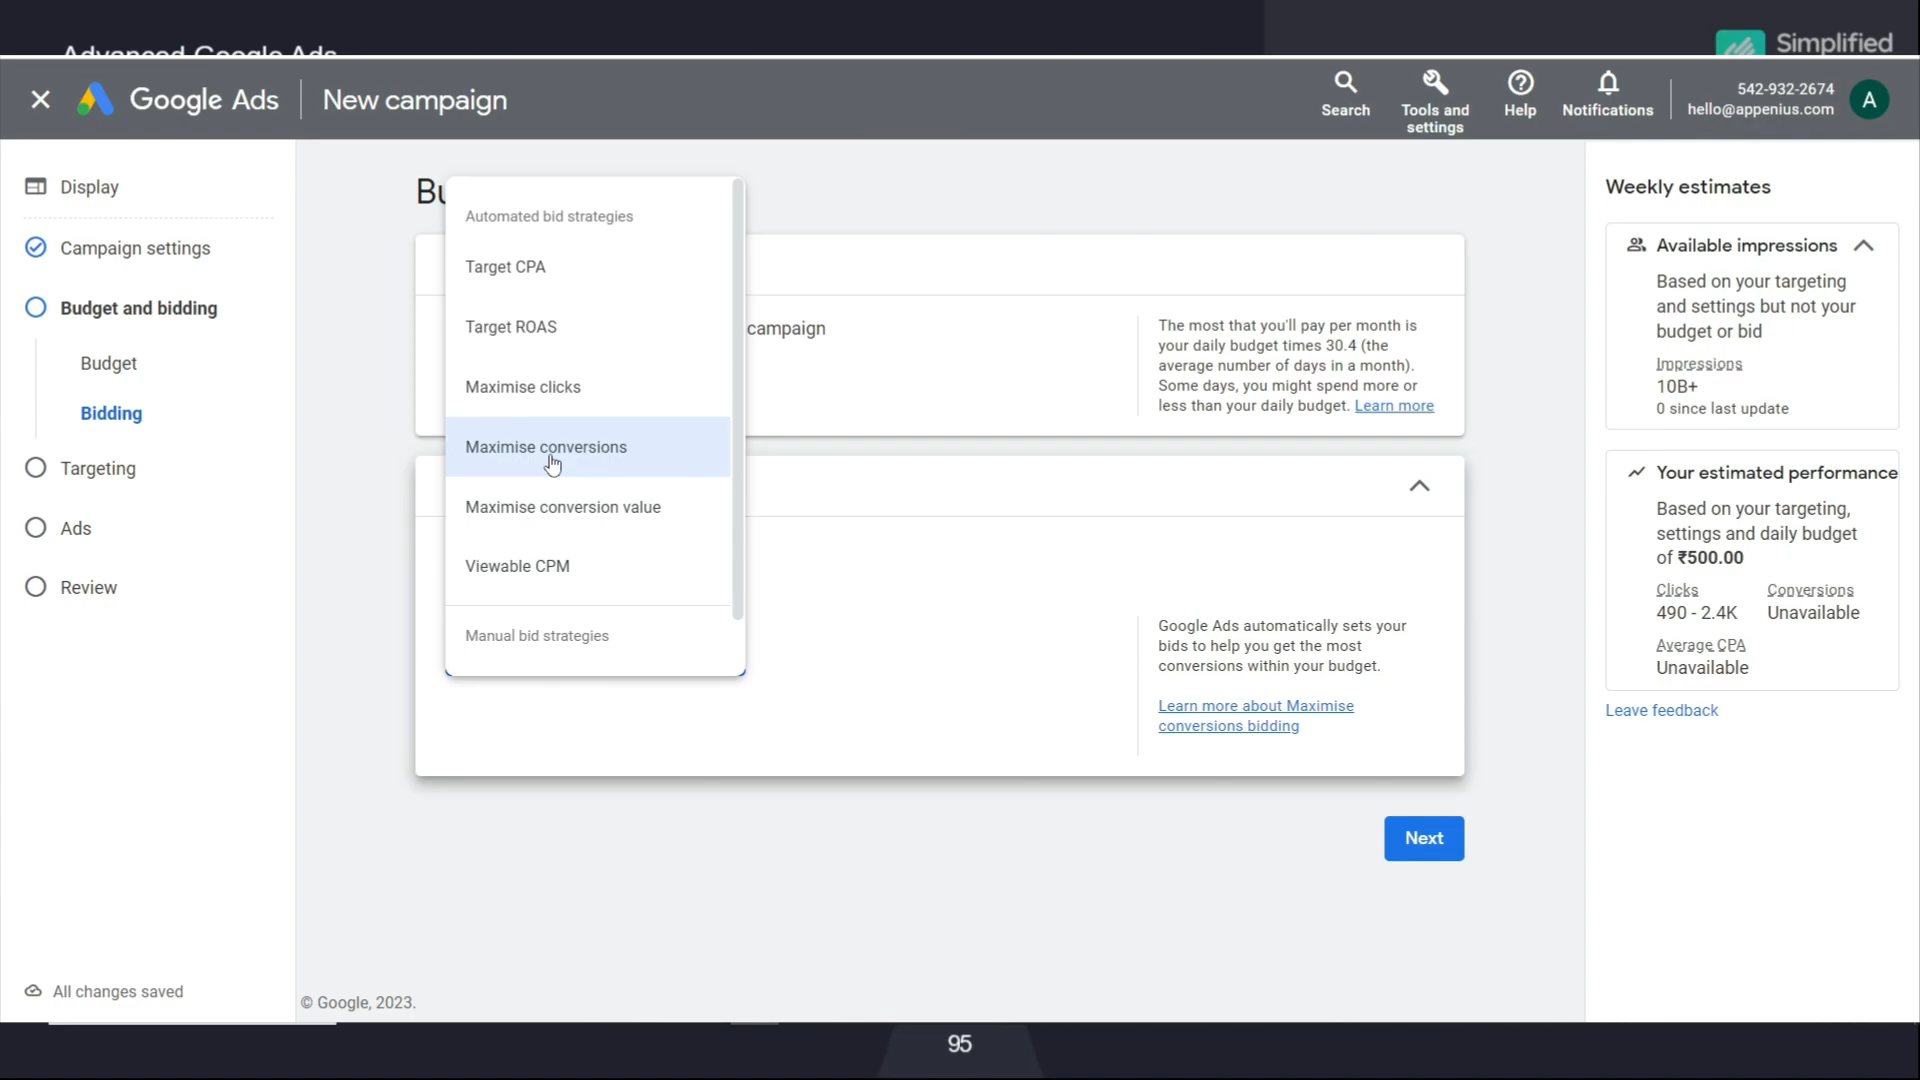 Simplified
Google Ads
New campaign
Search
Tools and
settings
Help
Notifications
542-932-2674
hello@appenius.com
A
Display
Campaign settings
Budget and bidding
Budget
Bidding
Targeting
Ads
Review
All changes saved
Automated bid strategies
Target CPA
Target ROAS
Maximise clicks
Maximise conversions
Maximise conversion value
Viewable CPM
Manual bid strategies
campaign
The most that you'll pay per month is
your daily budget times 30.4 (the
average number of days in a month).
Some days, you might spend more or
less than your daily budget. Learn more
Google Ads automatically sets your
bids to help you get the most
conversions within your budget.
Learn more about Maximise
conversions bidding
Next
© Google, 2023.
Weekly estimates
Available impressions
Based on your targeting
and settings but not your
budget or bid
Impressions
10B+
0 since last update
Your estimated performance
Based on your targeting,
settings and daily budget
of ₹500.00
Clicks
Conversions
490 - 2.4K
Unavailable
Average CPA
Unavailable
Leave feedback
95